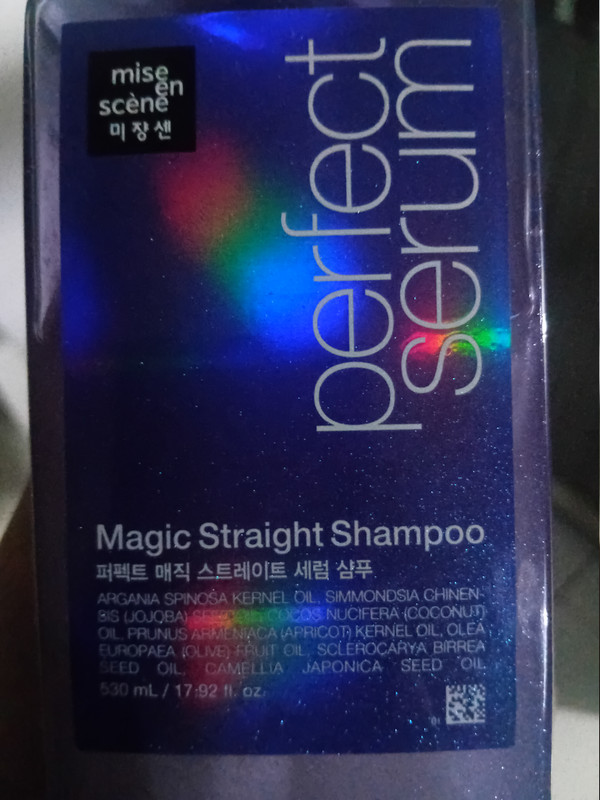 mise
en
scène
미쟝센
perfect
serum
Magic Straight Shampoo
퍼펙트 매직 스트레이트 세럼 샴푸
ARGANIA SPINOSA KERNEL OIL, SIMMONDSIA CHINEN-
SIS (JOJOBA) SEED OIL, COCOS NUCIFERA (COCONUT)
OIL, PRUNUS ARMENIACA (APRICOT) KERNEL OIL, OLEA
EUROPAEA (OLIVE) FRUIT OIL, SCLEROCARYA BIRREA
SEED OIL, CAMELLIA JAPONICA SEED OIL
530 mL / 17.92 fl. oz.
01